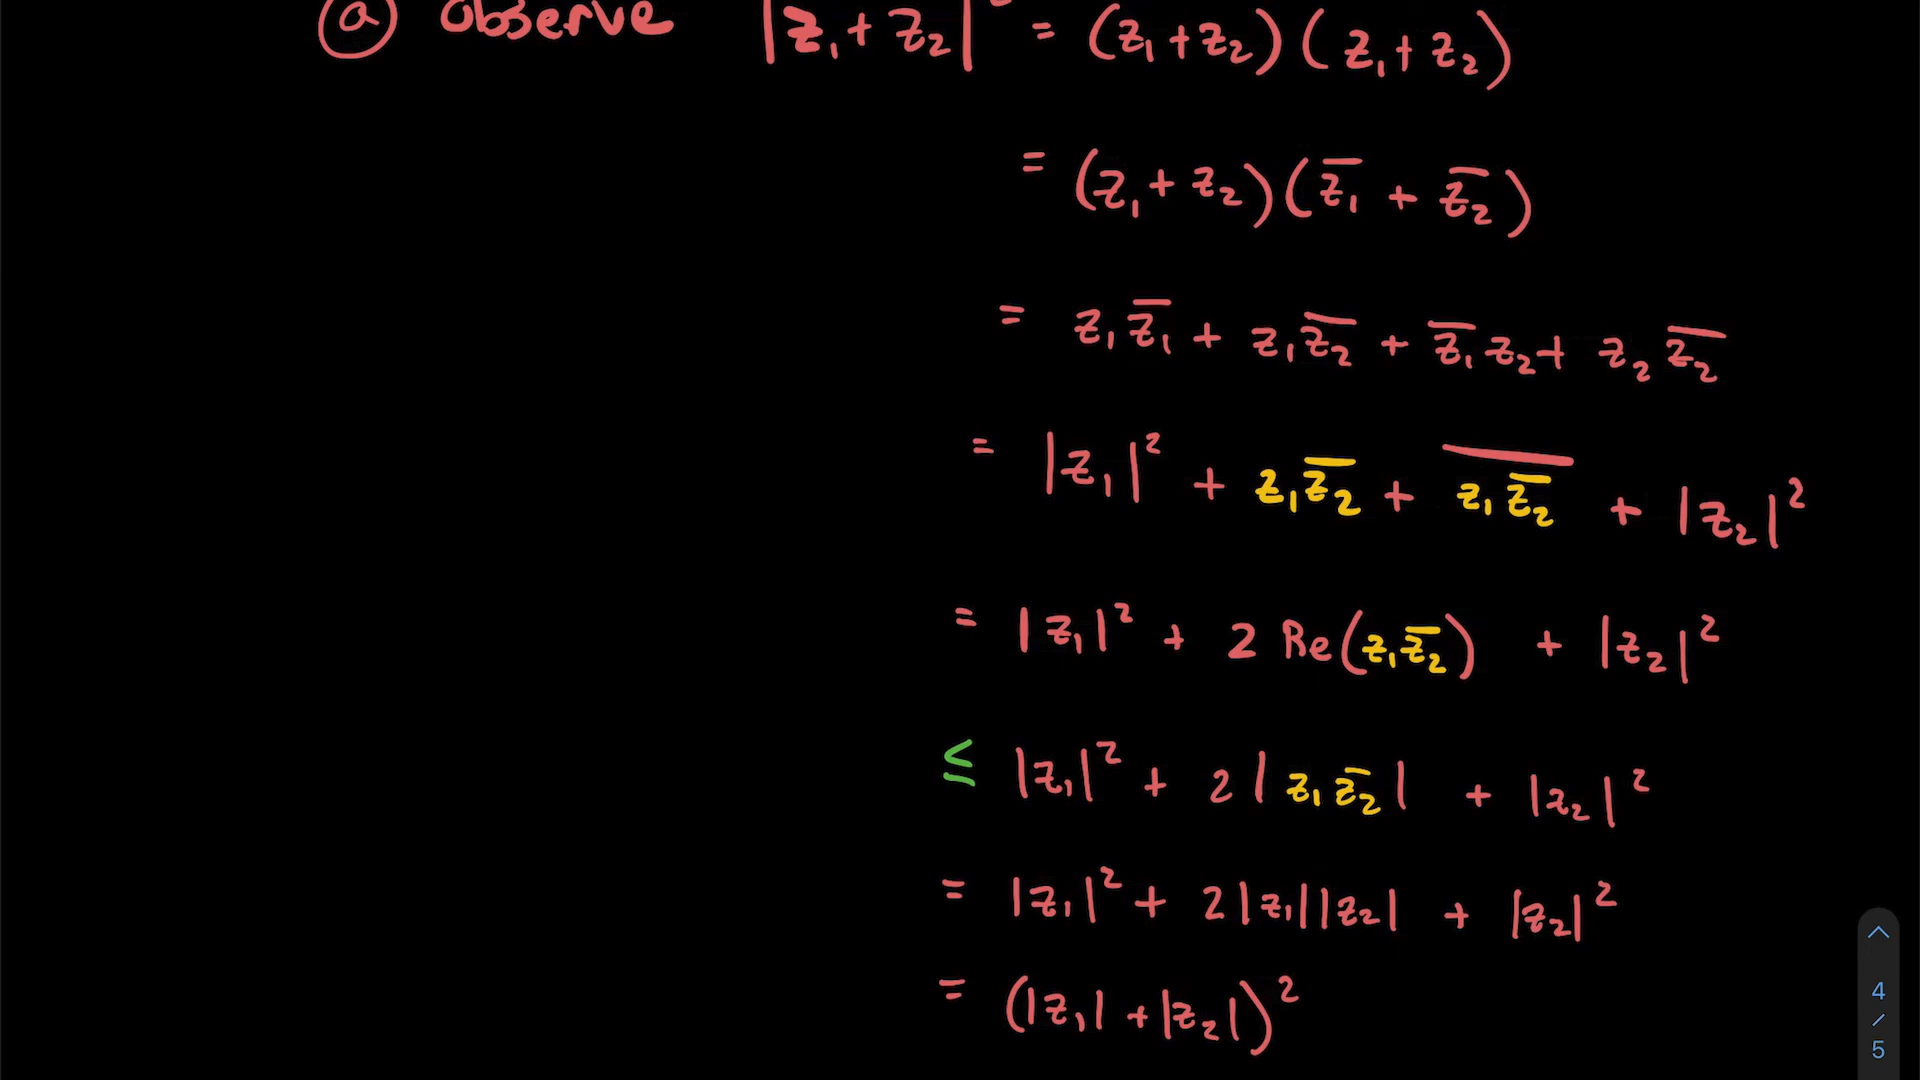 ⓐ Observe |z₁ + z₂|² = (z₁ + z₂)(z₁ + z₂)
= (z₁ + z₂)(z̅₁ + z̅₂)
= z₁z̅₁ + z₁z̅₂ + z̅₁z₂ + z₂z̅₂
= |z₁|² + z₁z̅₂ + \overline{z₁z̅₂} + |z₂|²
= |z₁|² + 2 Re(z₁z̅₂) + |z₂|²
≤ |z₁|² + 2|z₁z̅₂| + |z₂|²
= |z₁|² + 2|z₁||z₂| + |z₂|²
= (|z₁| + |z₂|)²
4
/
5